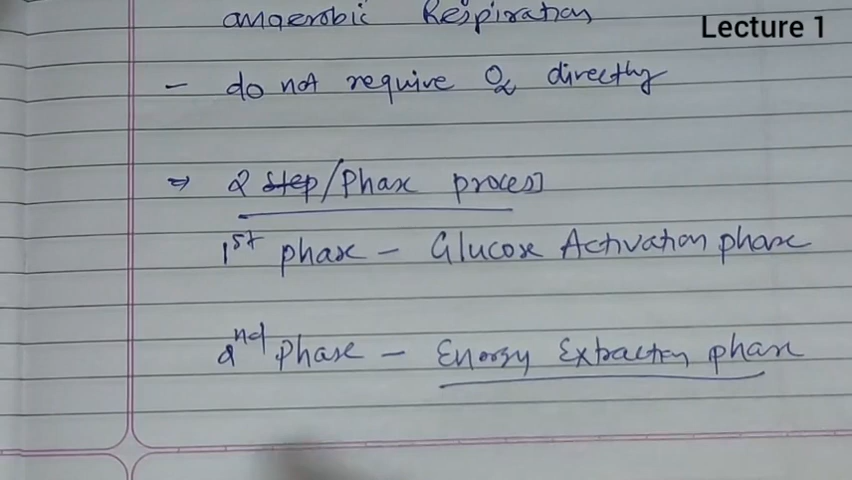 anaerobic Respiration
Lecture 1
- do not require O2 directly
⇒ 2 step/Phase process
1st phase - Glucose Activation phase
2nd phase - Energy Extraction phase